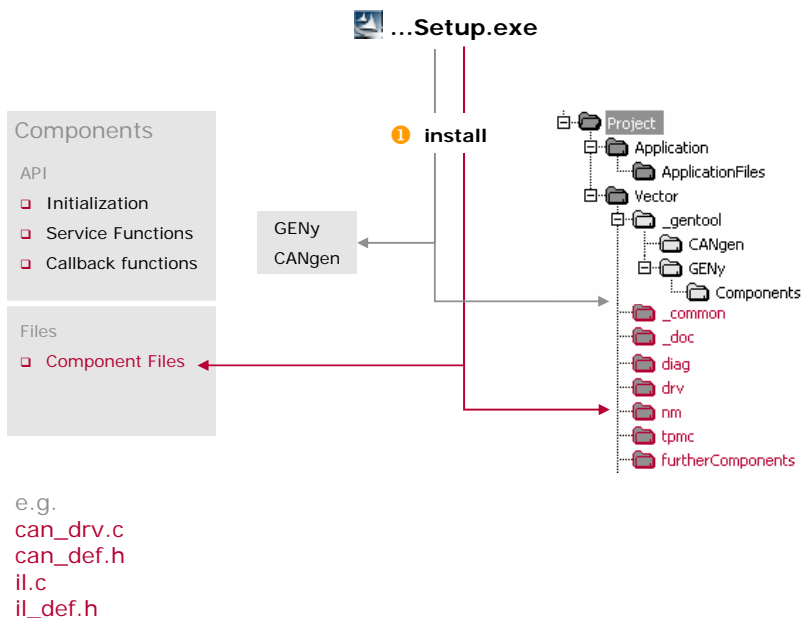 ...Setup.exe
1 install
Components
API
Initialization
Service Functions
Callback functions
Files
Component Files
GENy
CANgen
Project
Application
ApplicationFiles
Vector
_gentool
CANgen
GENy
Components
_common
_doc
diag
drv
nm
tpmc
furtherComponents
e.g.
can_drv.c
can_def.h
il.c
il_def.h